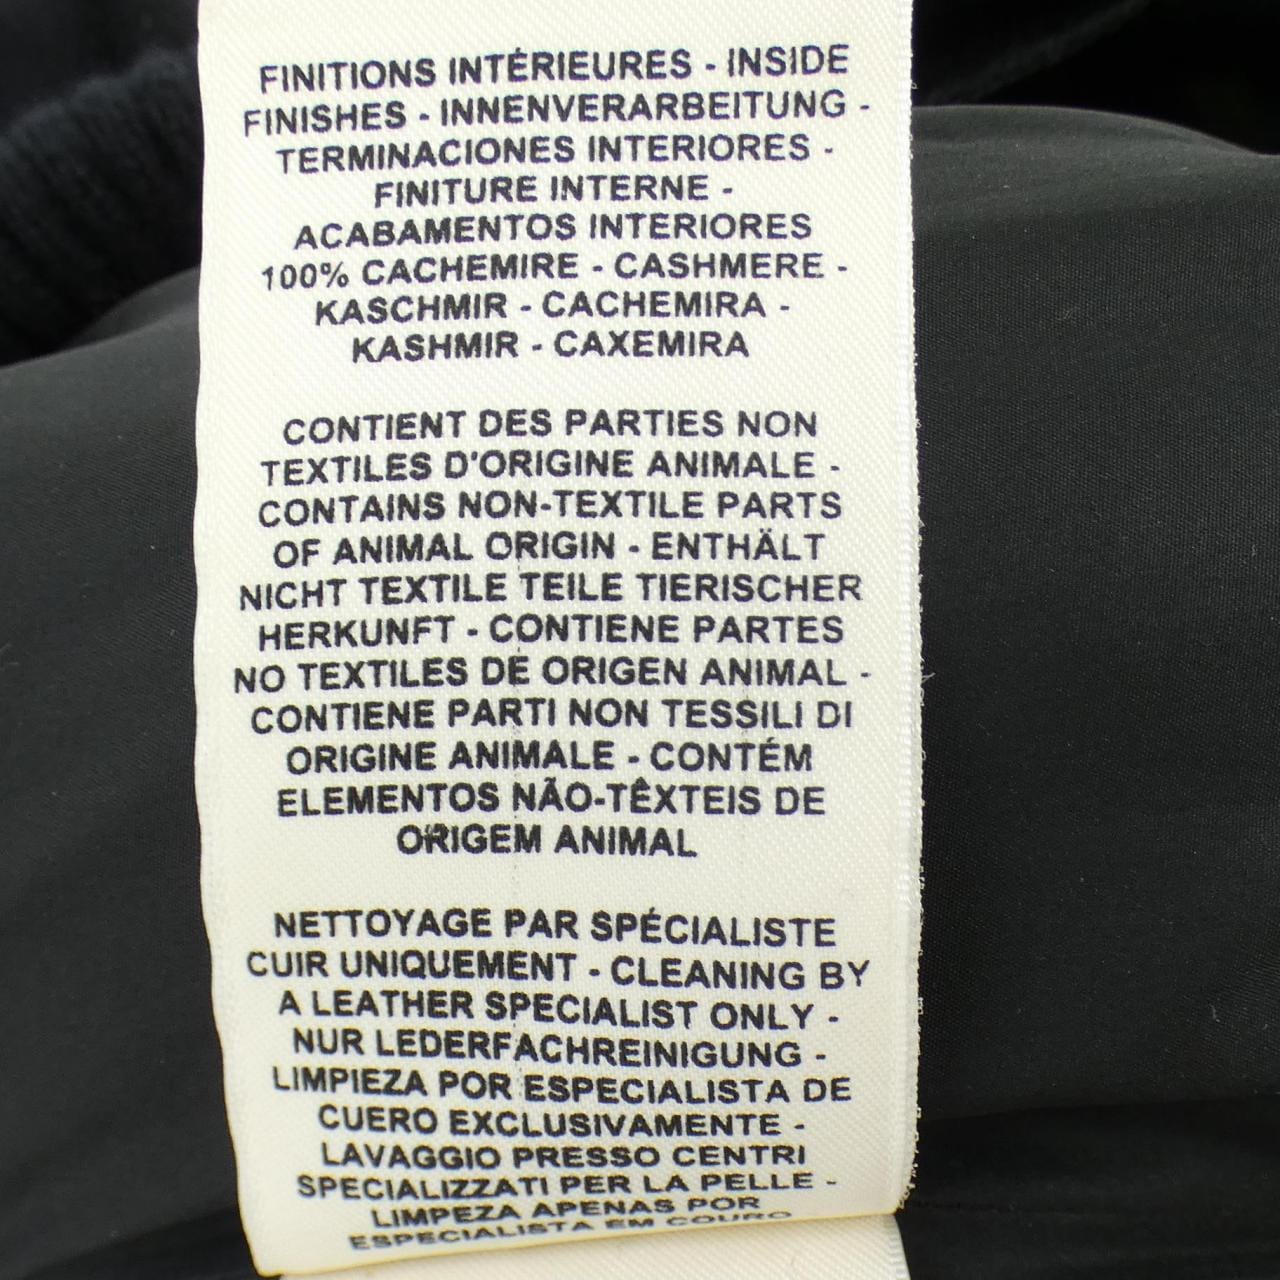 FINITIONS INTÉRIEURES - INSIDE
FINISHES - INNENVERARBEITUNG -
TERMINACIONES INTERIORES -
FINITURE INTERNE -
ACABAMENTOS INTERIORES
100% CACHEMIRE - CASHMERE -
KASCHMIR - CACHEMIRA -
KASHMIR - CAXEMIRA
CONTIENT DES PARTIES NON
TEXTILES D'ORIGINE ANIMALE -
CONTAINS NON-TEXTILE PARTS
OF ANIMAL ORIGIN - ENTHÄLT
NICHT TEXTILE TEILE TIERISCHER
HERKUNFT - CONTIENE PARTES
NO TEXTILES DE ORIGEN ANIMAL -
CONTIENE PARTI NON TESSILI DI
ORIGINE ANIMALE - CONTÉM
ELEMENTOS NÃO-TÊXTEIS DE
ORIGEM ANIMAL
NETTOYAGE PAR SPÉCIALISTE
CUIR UNIQUEMENT - CLEANING BY
A LEATHER SPECIALIST ONLY -
NUR LEDERFACHREINIGUNG -
LIMPIEZA POR ESPECIALISTA DE
CUERO EXCLUSIVAMENTE -
LAVAGGIO PRESSO CENTRI
SPECIALIZZATI PER LA PELLE -
LIMPEZA APENAS POR
ESPECIALISTA EM COURO